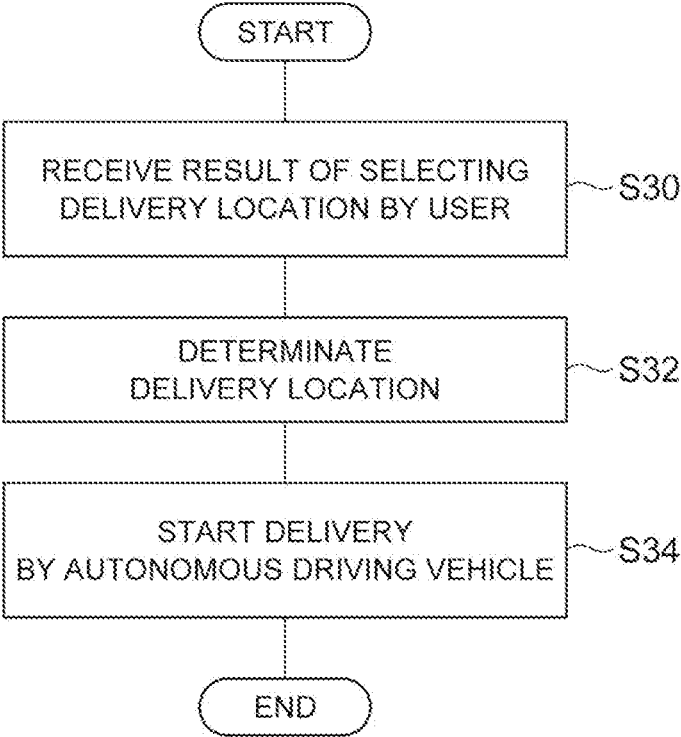 START
RECEIVE RESULT OF SELECTING
DELIVERY LOCATION BY USER
S30
DETERMINATE
DELIVERY LOCATION
S32
START DELIVERY
BY AUTONOMOUS DRIVING VEHICLE
S34
END